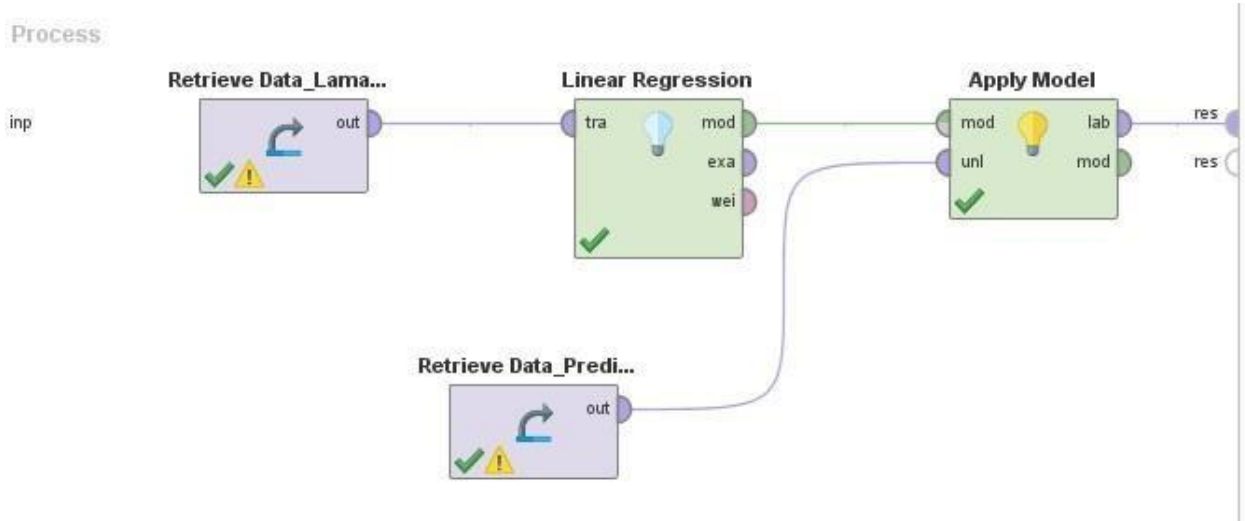 Process
Retrieve Data_Lama...
Linear Regression
Apply Model
inp
out
tra
mod
exa
wei
mod
lab
unl
mod
res
res
Retrieve Data_Predi...
out